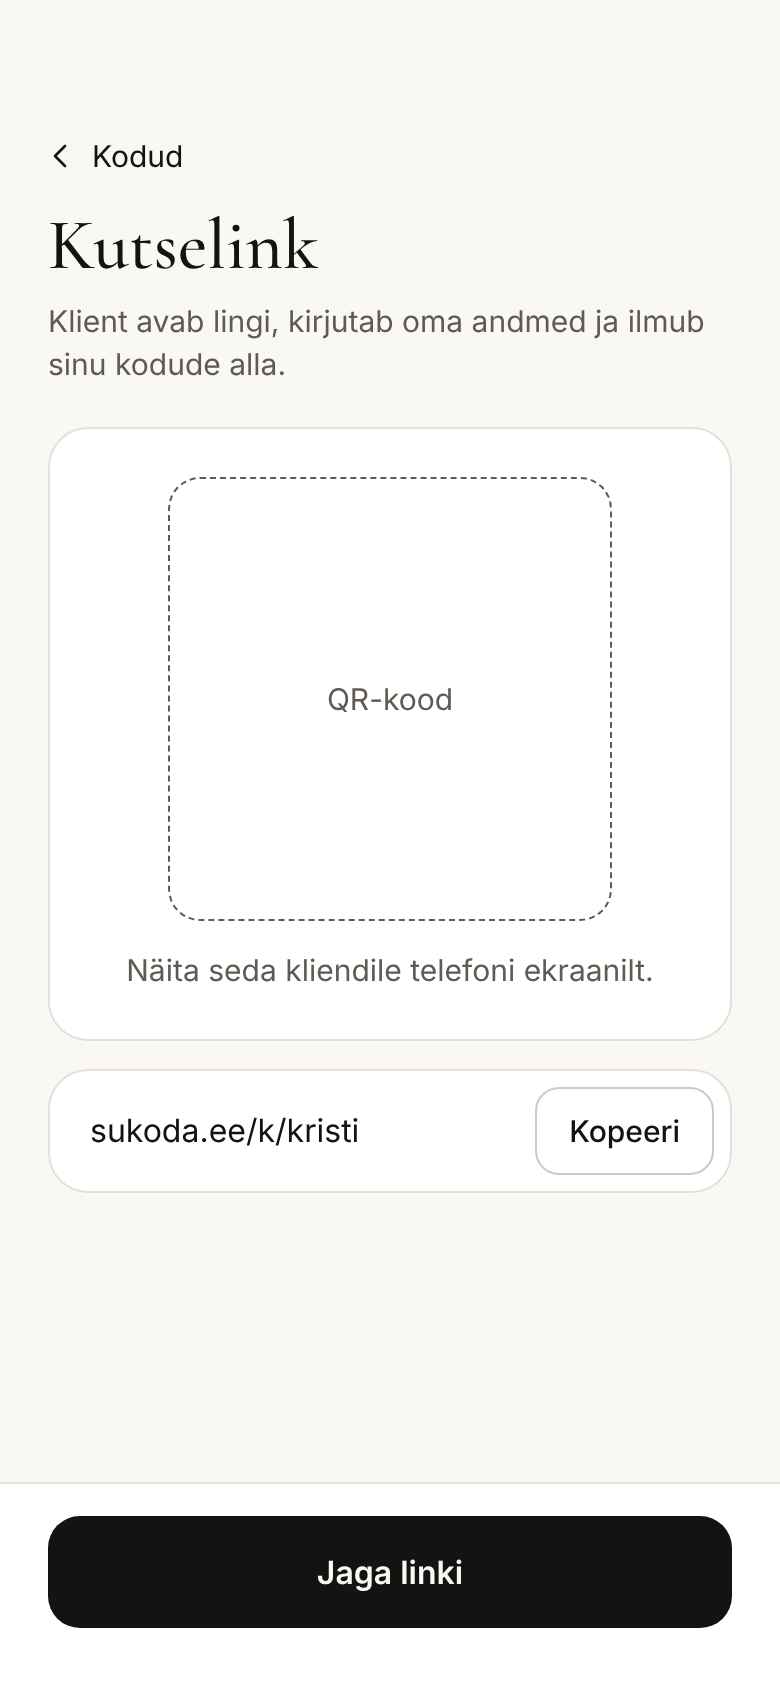 Kodud
Kutselink
Klient avab lingi, kirjutab oma andmed ja ilmub
sinu kodude alla.
QR-kood
Näita seda kliendile telefoni ekraanilt.
sukoda.ee/k/kristi
Kopeeri
Jaga linki